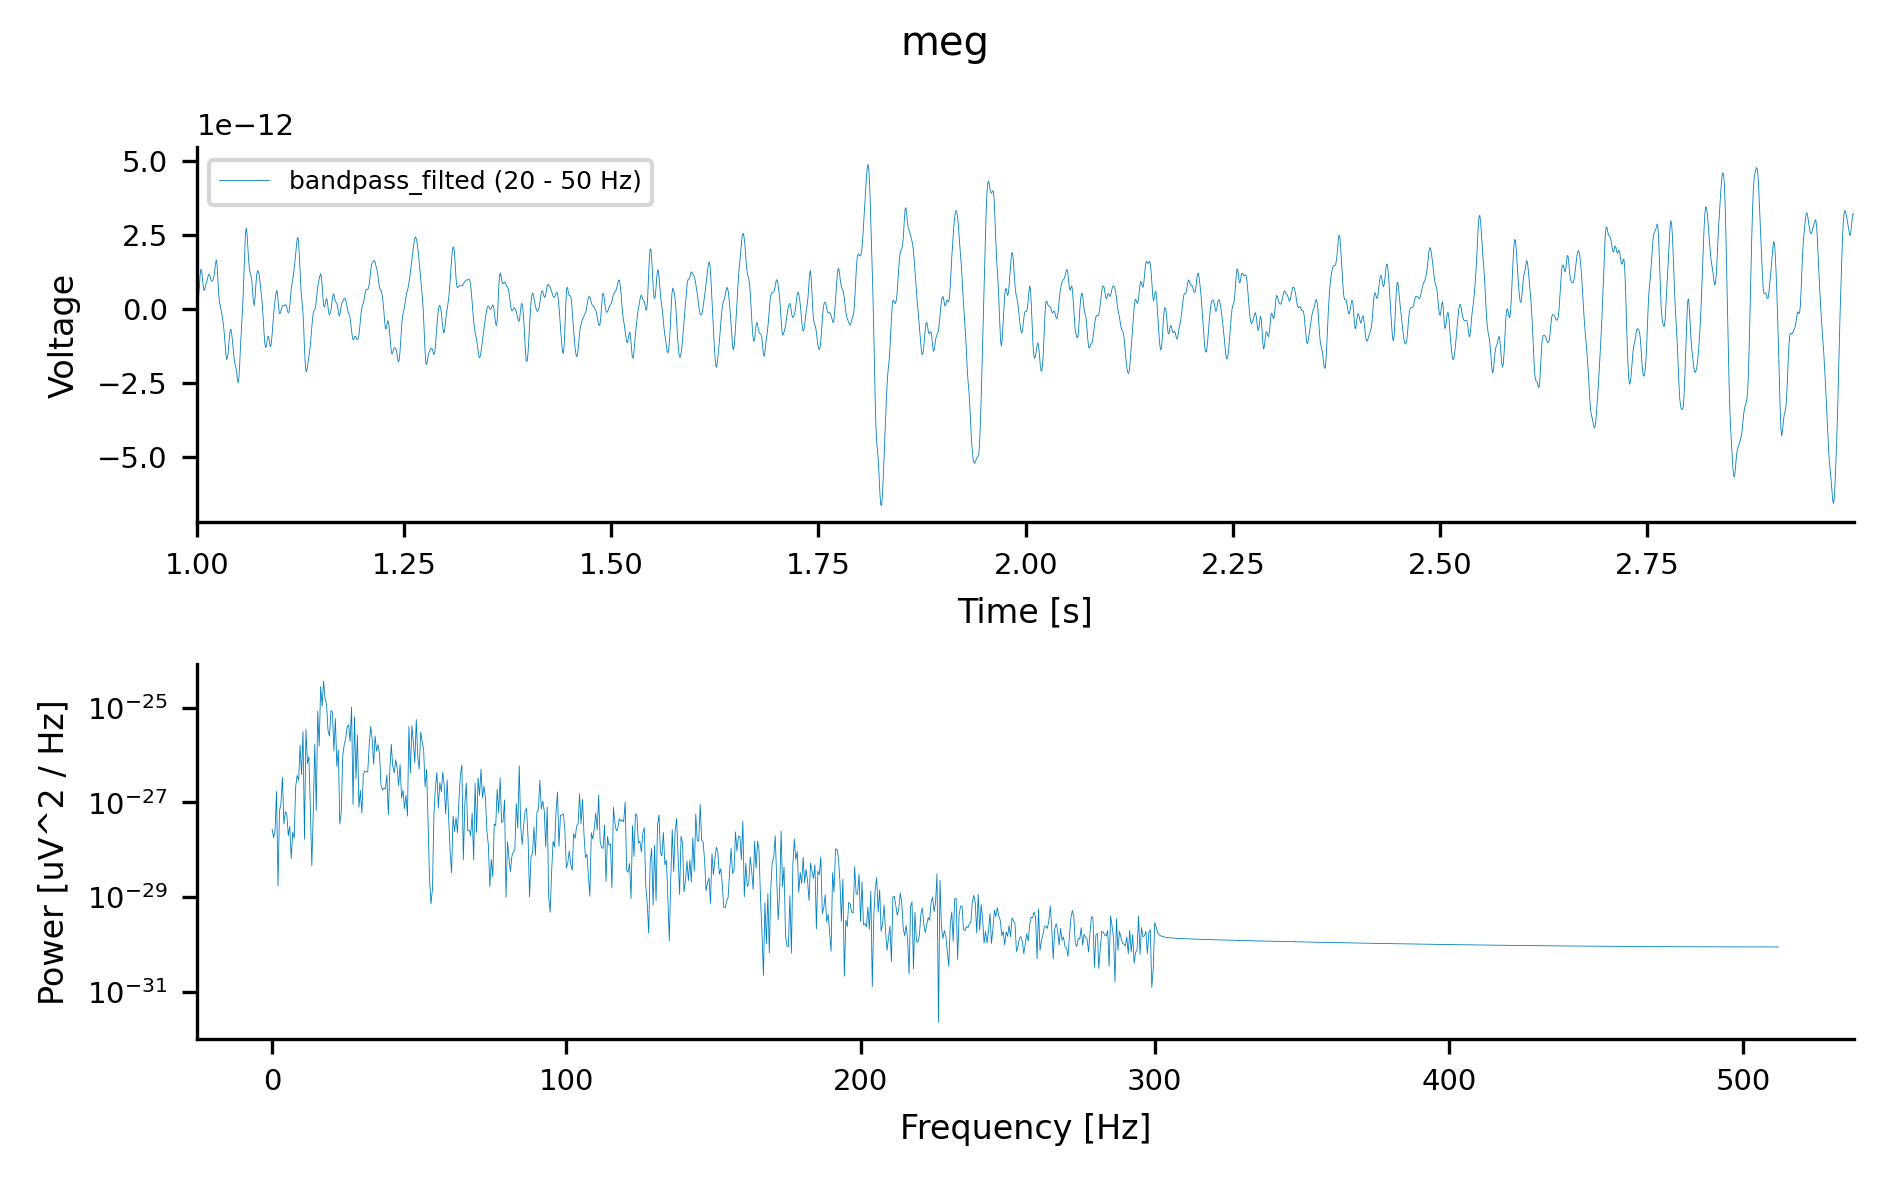 meg
1e−12
5.0
2.5
0.0
−2.5
−5.0
Voltage
bandpass_filted (20 - 50 Hz)
1.00 1.25 1.50 1.75 2.00 2.25 2.50 2.75
Time [s]
10⁻²⁵
10⁻²⁷
10⁻²⁹
10⁻³¹
Power [uV^2 / Hz]
0 100 200 300 400 500
Frequency [Hz]